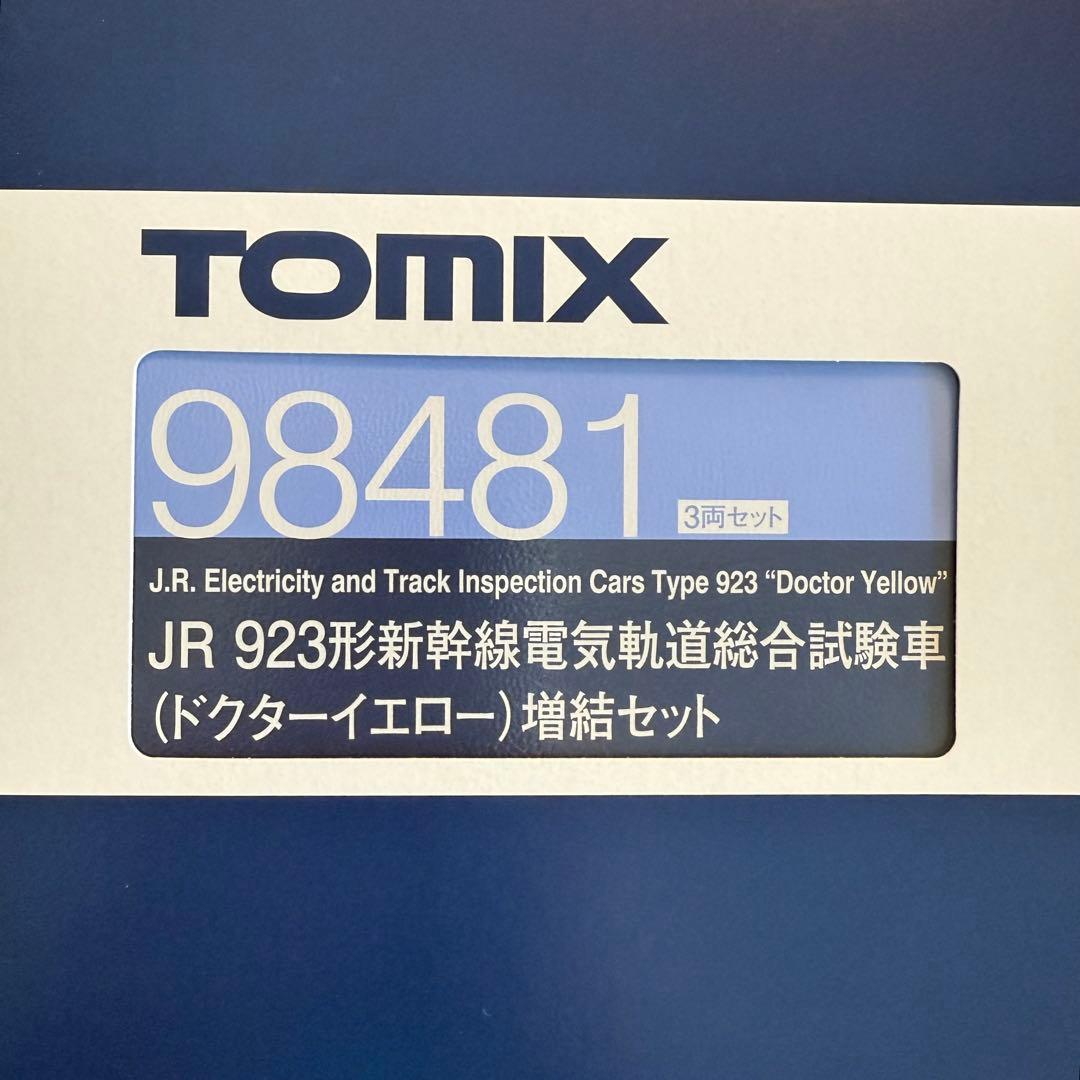 TOMIX
98481
3両セット
J.R. Electricity and Track Inspection Cars Type 923 “Doctor Yellow”
JR 923形新幹線電気軌道総合試験車
(ドクターイエロー)増結セット